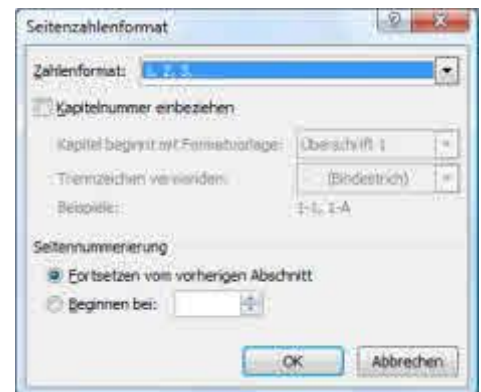 Seitenzahlenformat
Zahlenformat: 1, 2, 3,
Kapitelnummer einbeziehen
Kapitel beginnt mit Formatvorlage: Überschrift 1
Trennzeichen verwenden: (Bindestrich)
Beispiele: 1-1, 1-A
Seitennummerierung
Fortsetzen vom vorherigen Abschnitt
Beginnen bei:
OK Abbrechen